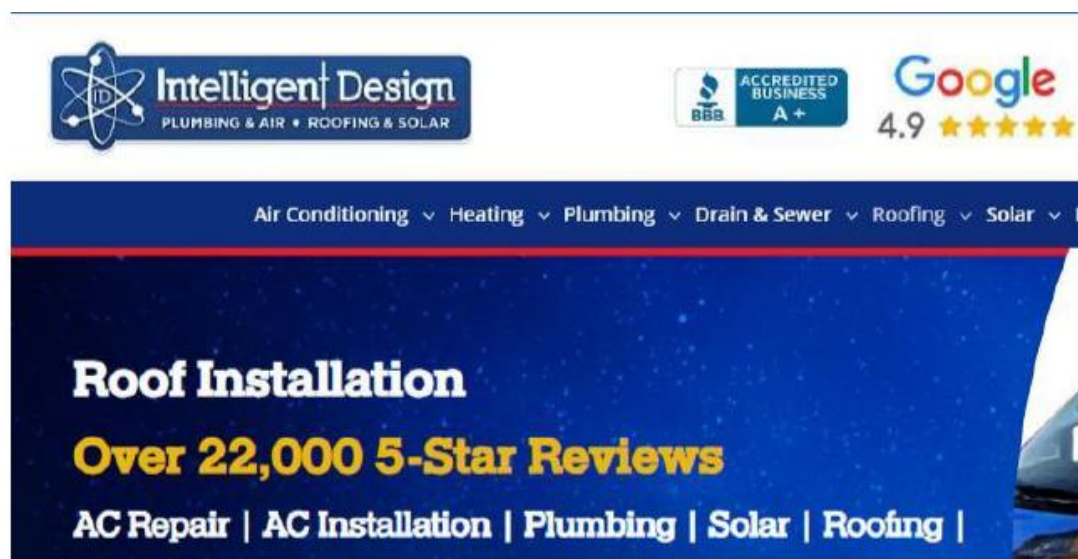 ID
Intelligent Design
PLUMBING & AIR • ROOFING & SOLAR
BBB
ACCREDITED
BUSINESS
A+
Google
4.9
Air Conditioning Heating Plumbing Drain & Sewer Roofing Solar
Roof Installation
Over 22,000 5-Star Reviews
AC Repair | AC Installation | Plumbing | Solar | Roofing |